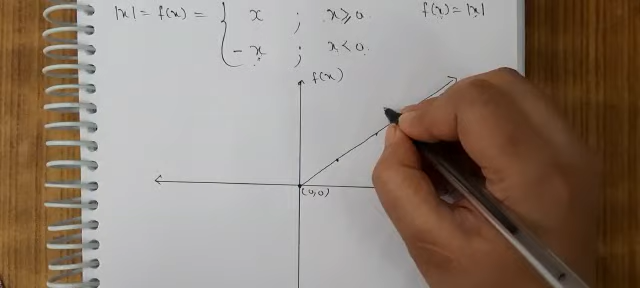 |x| = f(x) = { x ; x ≥ 0 f(x) = |x|
- x ; x < 0
f(x)
(0,0)